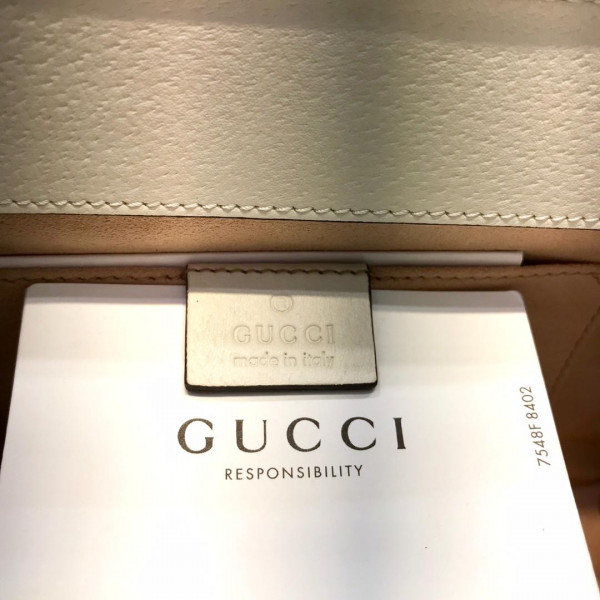 ®
GUCCI
made in italy
GUCCI
RESPONSIBILITY
7548F 8402